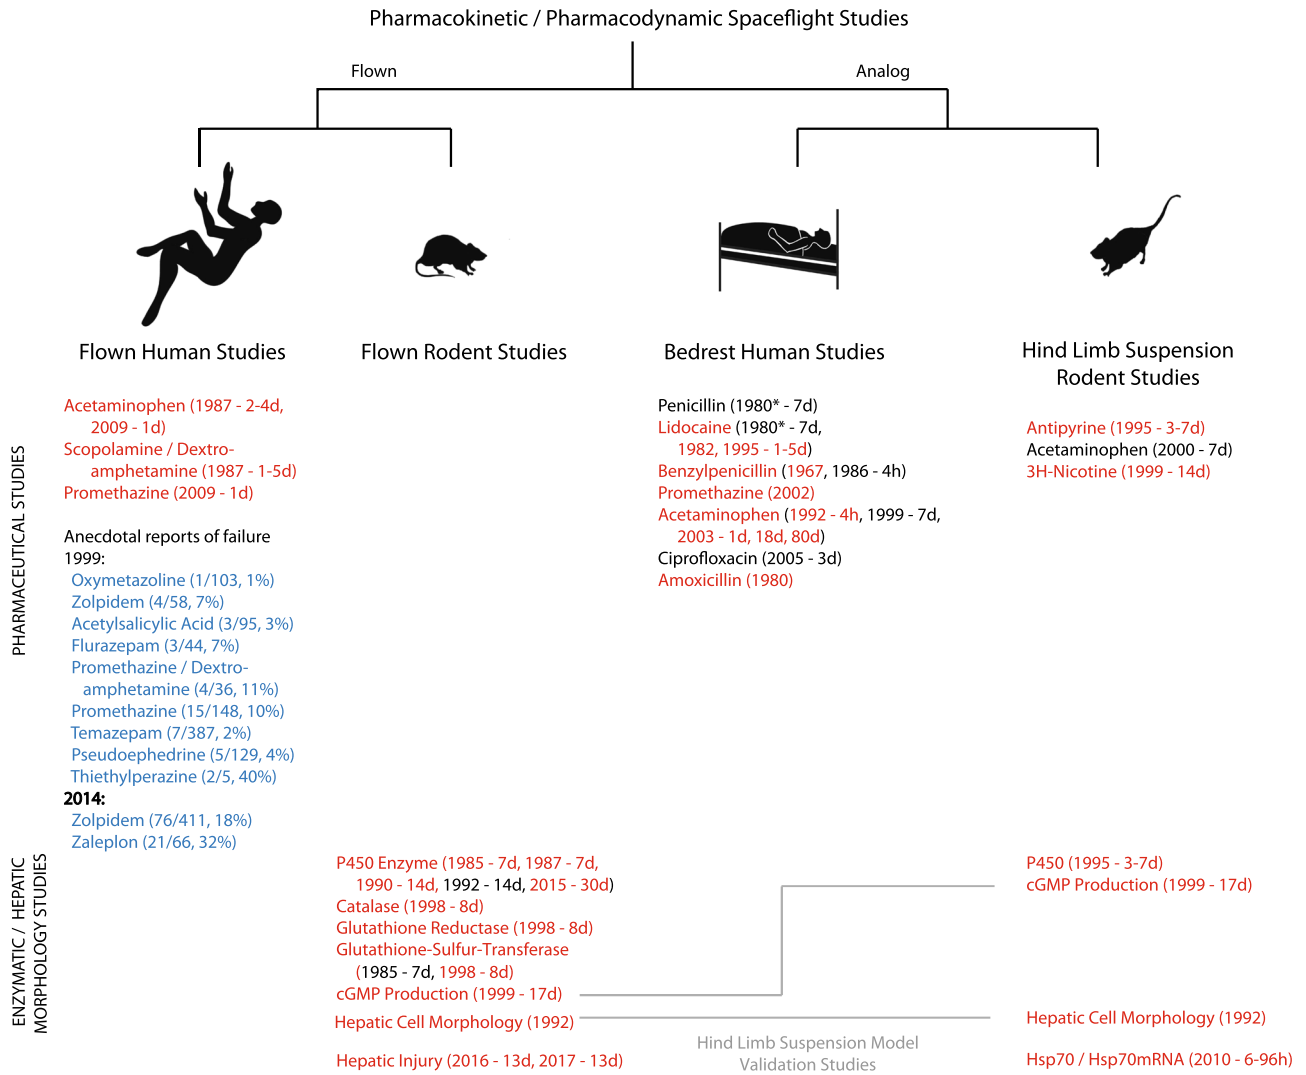 Pharmacokinetic / Pharmacodynamic Spaceflight Studies
Flown
Analog
Flown Human Studies
Flown Rodent Studies
Bedrest Human Studies
Hind Limb Suspension
Rodent Studies
PHARMACEUTICAL STUDIES
Acetaminophen (1987 - 2-4d,
2009 - 1d)
Scopolamine / Dextro-
amphetamine (1987 - 1-5d)
Promethazine (2009 - 1d)
Anecdotal reports of failure
1999:
Oxymetazoline (1/103, 1%)
Zolpidem (4/58, 7%)
Acetylsalicylic Acid (3/95, 3%)
Flurazepam (3/44, 7%)
Promethazine / Dextro-
amphetamine (4/36, 11%)
Promethazine (15/148, 10%)
Temazepam (7/387, 2%)
Pseudoephedrine (5/129, 4%)
Thiethylperazine (2/5, 40%)
2014:
Zolpidem (76/411, 18%)
Zaleplon (21/66, 32%)
Penicillin (1980* - 7d)
Lidocaine (1980* - 7d,
1982, 1995 - 1-5d)
Benzylpenicillin (1967, 1986 - 4h)
Promethazine (2002)
Acetaminophen (1992 - 4h, 1999 - 7d,
2003 - 1d, 18d, 80d)
Ciprofloxacin (2005 - 3d)
Amoxicillin (1980)
Antipyrine (1995 - 3-7d)
Acetaminophen (2000 - 7d)
3H-Nicotine (1999 - 14d)
ENZYMATIC / HEPATIC
MORPHOLOGY STUDIES
P450 Enzyme (1985 - 7d, 1987 - 7d,
1990 - 14d, 1992 - 14d, 2015 - 30d)
Catalase (1998 - 8d)
Glutathione Reductase (1998 - 8d)
Glutathione-Sulfur-Transferase
(1985 - 7d, 1998 - 8d)
cGMP Production (1999 - 17d)
Hepatic Cell Morphology (1992)
Hepatic Injury (2016 - 13d, 2017 - 13d)
Hind Limb Suspension Model
Validation Studies
P450 (1995 - 3-7d)
cGMP Production (1999 - 17d)
Hepatic Cell Morphology (1992)
Hsp70 / Hsp70mRNA (2010 - 6-96h)